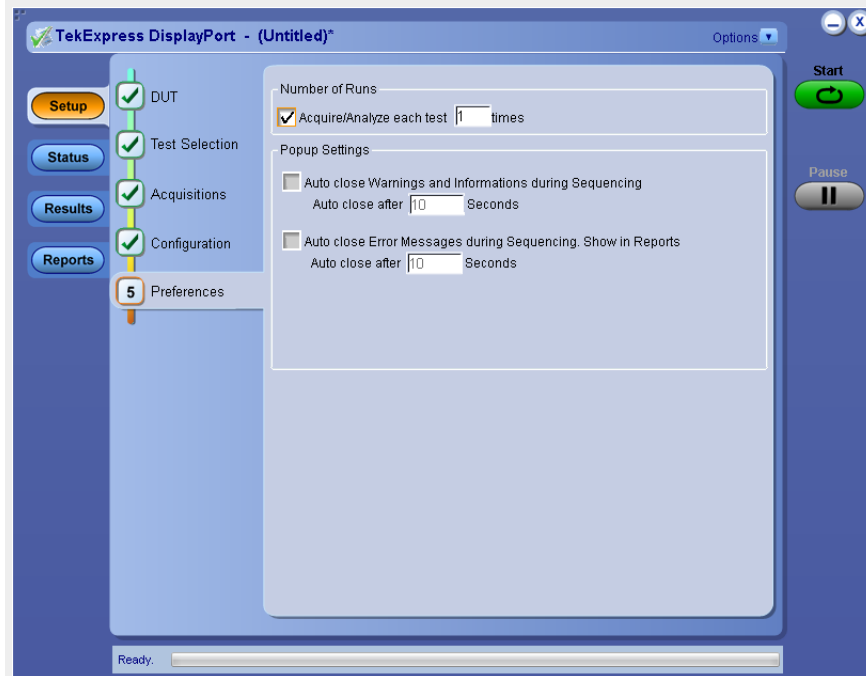 TekExpress DisplayPort - (Untitled)*
Options
Start
Pause
Setup
Status
Results
Reports
DUT
Test Selection
Acquisitions
Configuration
5 Preferences
Number of Runs
Acquire/Analyze each test 1 times
Popup Settings
Auto close Warnings and Informations during Sequencing
Auto close after 10 Seconds
Auto close Error Messages during Sequencing. Show in Reports
Auto close after 10 Seconds
Ready.